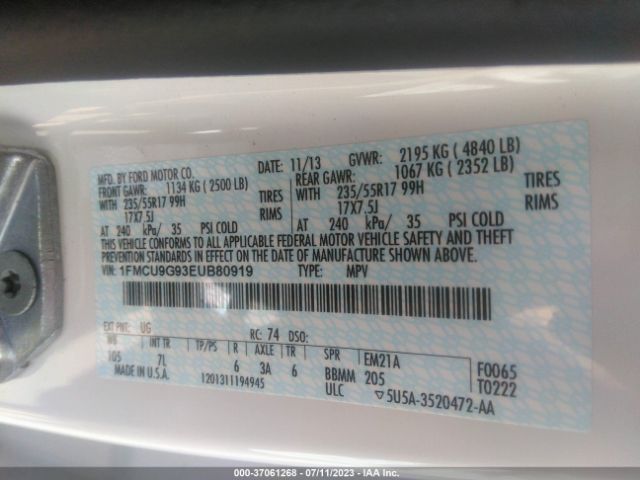 MFD. BY FORD MOTOR CO.
DATE: 11/13 GVWR: 2195 KG ( 4840 LB)
FRONT GAWR: 1134 KG ( 2500 LB)
REAR GAWR: 1067 KG ( 2352 LB)
WITH 235/55R17 99H TIRES
WITH 235/55R17 99H TIRES
17X7.5J RIMS
17X7.5J RIMS
AT 240 kPa/ 35 PSI COLD
AT 240 kPa/ 35 PSI COLD
THIS VEHICLE CONFORMS TO ALL APPLICABLE FEDERAL MOTOR VEHICLE SAFETY AND THEFT
PREVENTION STANDARDS IN EFFECT ON THE DATE OF MANUFACTURE SHOWN ABOVE.
VIN: 1FMCU9G93EUB80919 TYPE: MPV
EXT PNT: UG RC: 74 DSO:
WB INT TR TP/PS R AXLE TR SPR EM21A F0065
105 7L 6 3A 6 BBMM 205 T0222
MADE IN U.S.A. 1201311194945 ULC ▽5U5A-3520472-AA
000-37061268 - 07/11/2023 - IAA Inc.